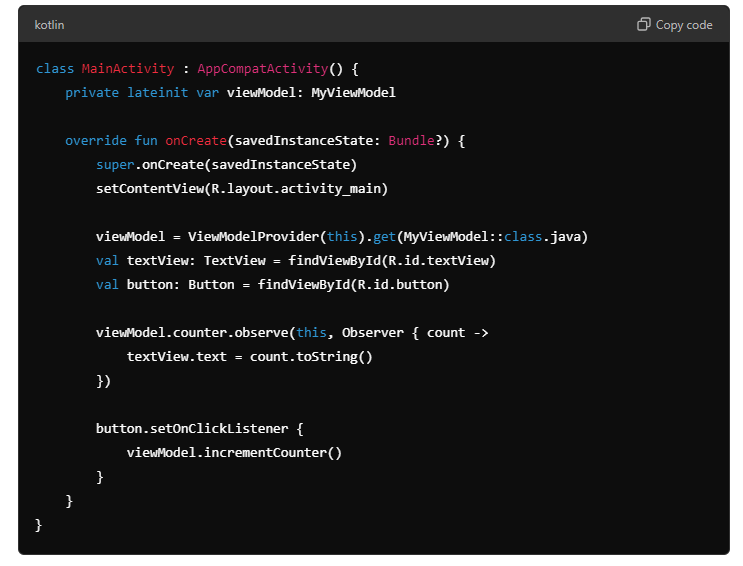 kotlin
Copy code
class MainActivity : AppCompatActivity() {
    private lateinit var viewModel: MyViewModel

    override fun onCreate(savedInstanceState: Bundle?) {
        super.onCreate(savedInstanceState)
        setContentView(R.layout.activity_main)

        viewModel = ViewModelProvider(this).get(MyViewModel::class.java)
        val textView: TextView = findViewById(R.id.textView)
        val button: Button = findViewById(R.id.button)

        viewModel.counter.observe(this, Observer { count ->
            textView.text = count.toString()
        })

        button.setOnClickListener {
            viewModel.incrementCounter()
        }
    }
}